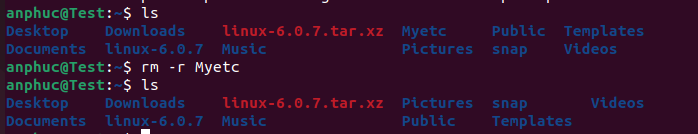 anphuc@Test:~$ ls
Desktop    Downloads    linux-6.0.7.tar.xz  Myetc     Public  Templates
Documents  linux-6.0.7  Music               Pictures  snap    Videos
anphuc@Test:~$ rm -r Myetc
anphuc@Test:~$ ls
Desktop    Downloads    linux-6.0.7.tar.xz  Pictures  snap       Videos
Documents  linux-6.0.7  Music               Public    Templates